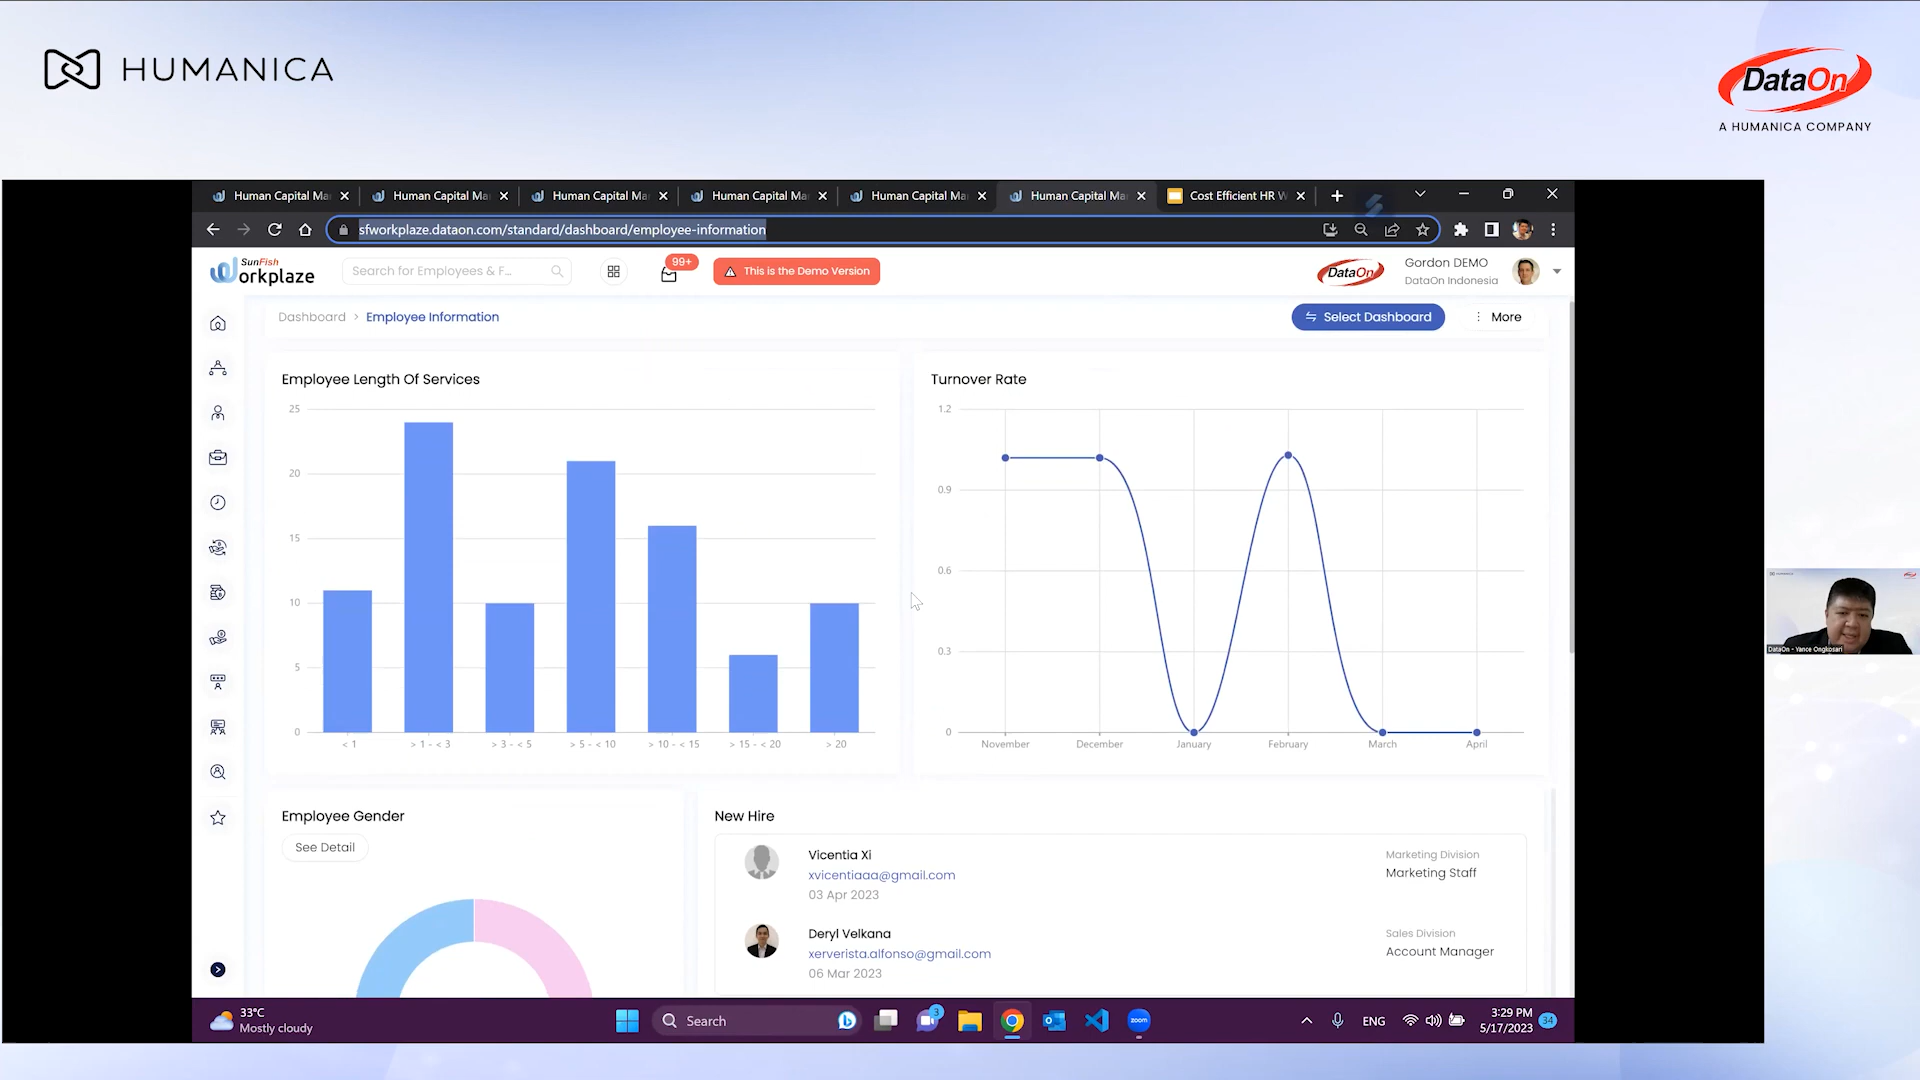 HUMANICA
DataOn
A HUMANICA COMPANY
Human Capital Ma
Human Capital Ma
Human Capital Ma
Human Capital Ma
Human Capital Ma
Human Capital Ma
Cost Efficient HR W
sfworkplaze.dataon.com/standard/dashboard/employee-information
SunFish
Workplaze
Search for Employees & F...
99+
This is the Demo Version
DataOn
Gordon DEMO
DataOn Indonesia
Dashboard > Employee Information
Select Dashboard
More
Employee Length Of Services
25
20
15
10
5
0
< 1
> 1 - < 3
> 3 - < 5
> 5 - < 10
> 10 - < 15
> 15 - < 20
> 20
Turnover Rate
1.2
0.9
0.6
0.3
0
November
December
January
February
March
April
Employee Gender
See Detail
New Hire
Vicentia Xi
xvicentiaaa@gmail.com
03 Apr 2023
Marketing Division
Marketing Staff
Deryl Velkana
xerverista.alfonso@gmail.com
06 Mar 2023
Sales Division
Account Manager
DataOn - Yance Ongkosari
33°C
Mostly cloudy
Search
3
zoom
ENG
3:29 PM
5/17/2023
34